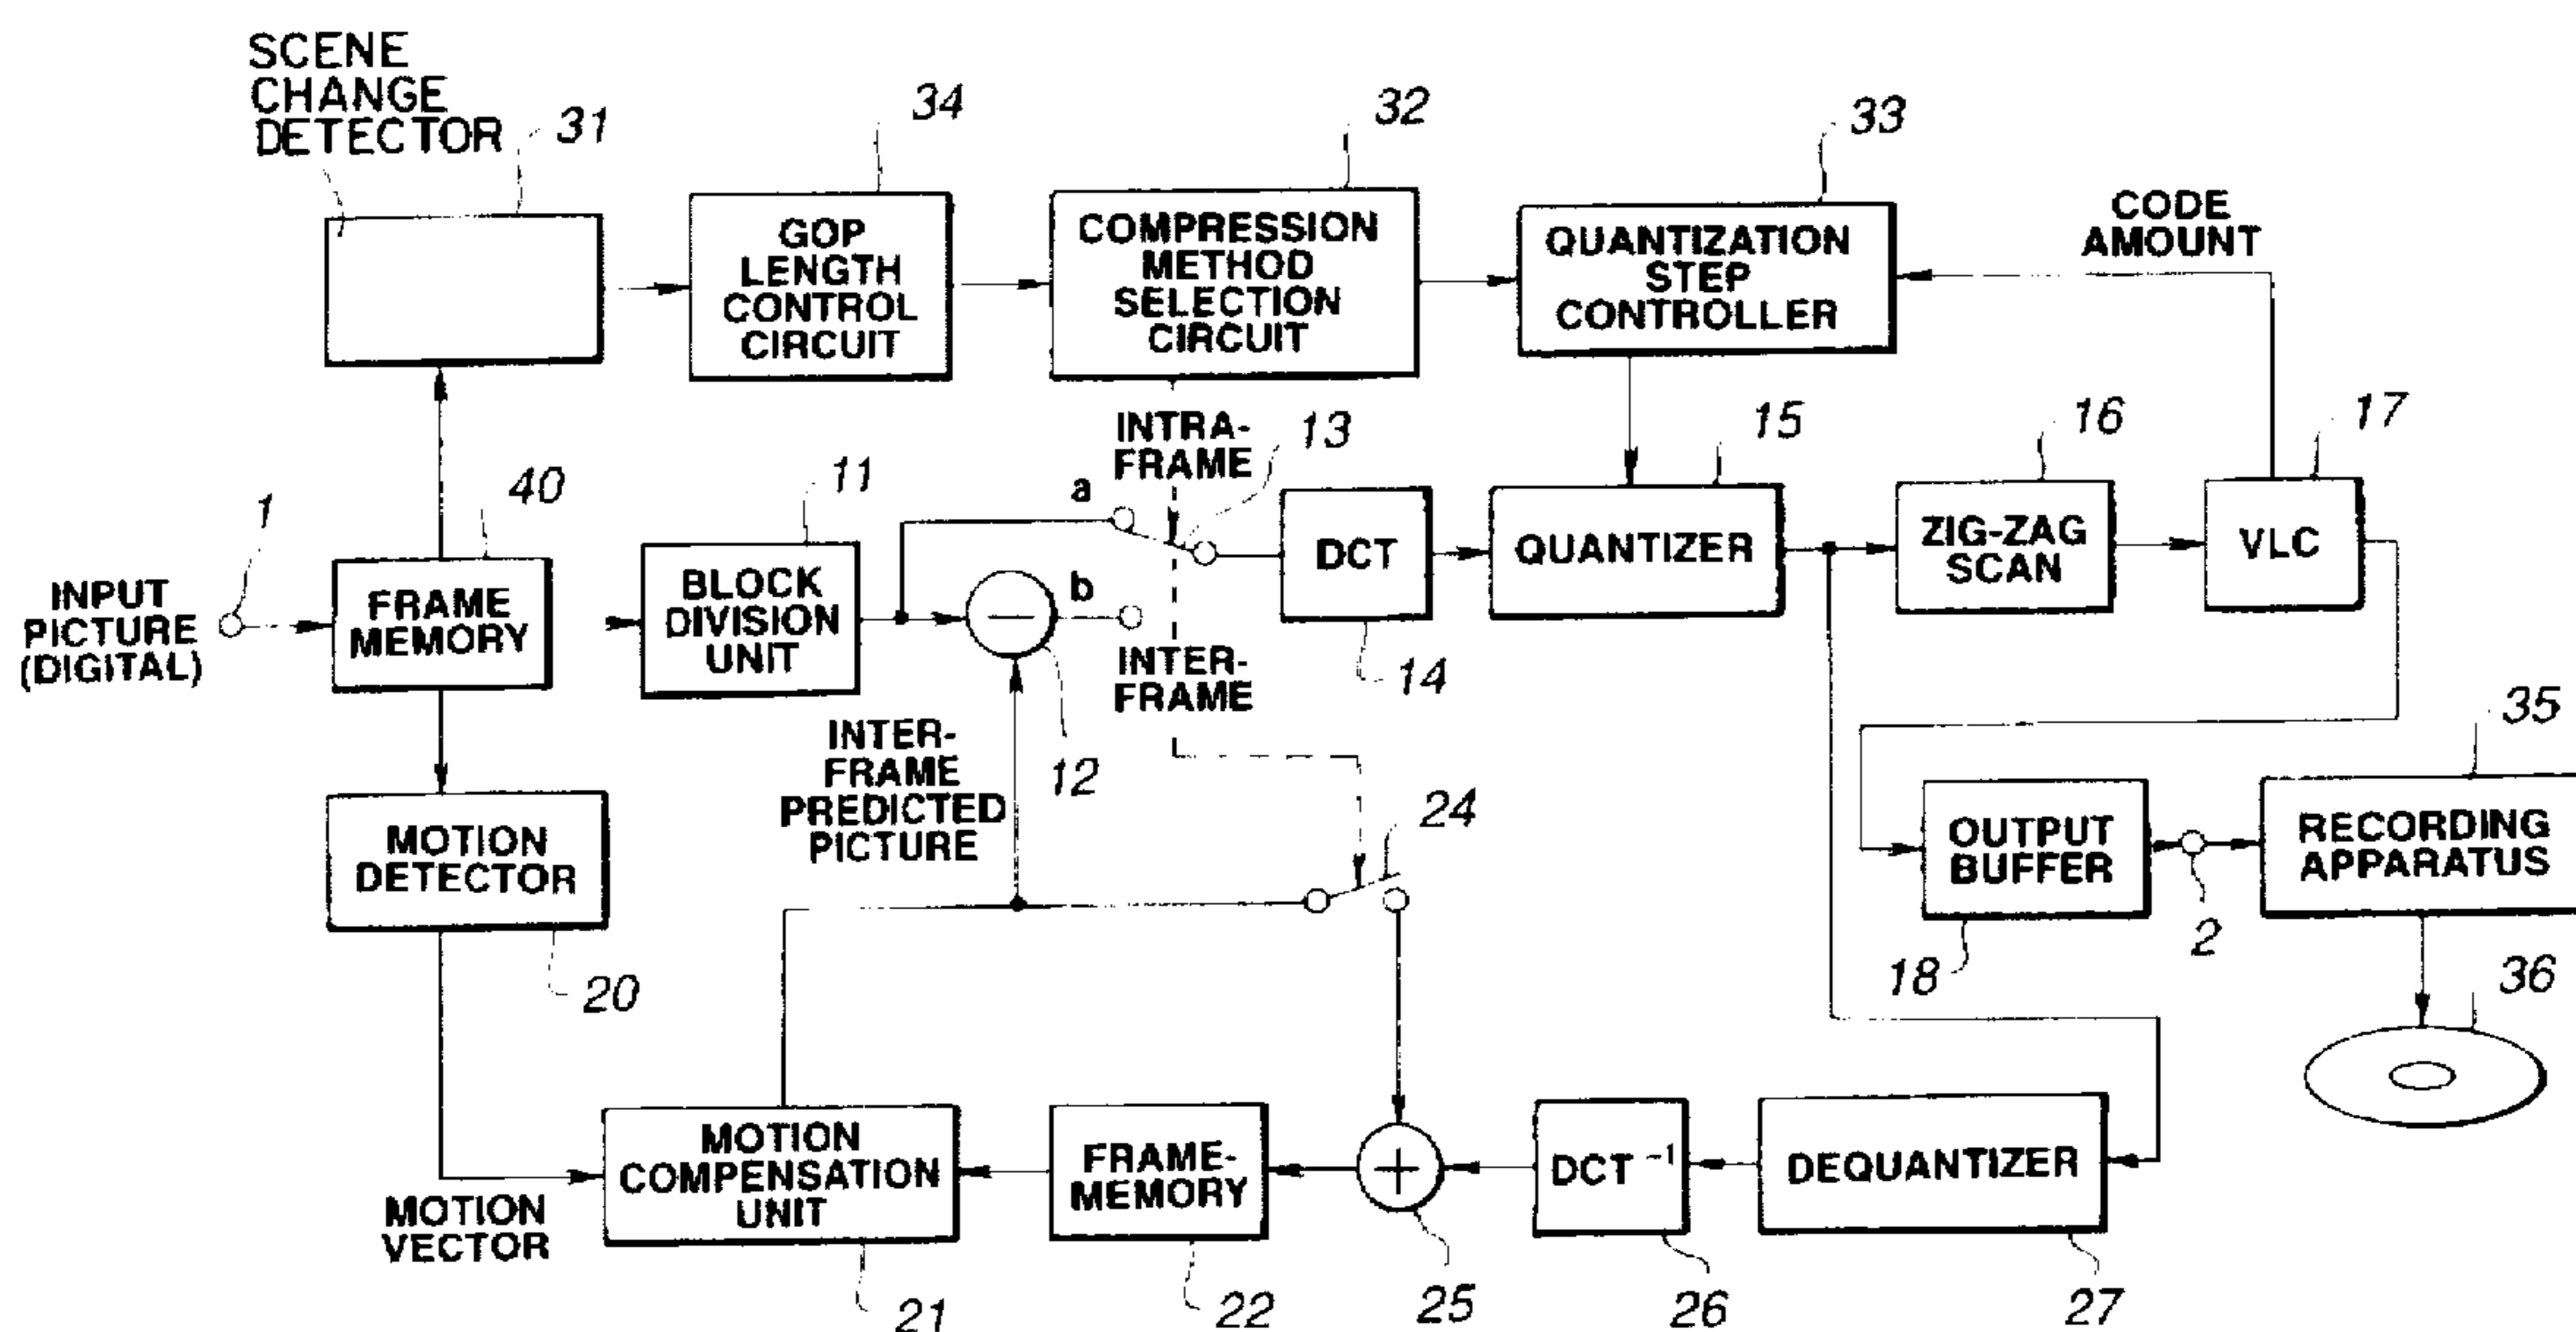 SCENE
CHANGE
DETECTOR
31
34
32
33
GOP
LENGTH
CONTROL
CIRCUIT
COMPRESSION
METHOD
SELECTION
CIRCUIT
QUANTIZATION
STEP
CONTROLLER
CODE
AMOUNT
1
40
11
INTRA-
FRAME
13
15
16
17
a
INPUT
PICTURE
(DIGITAL)
FRAME
MEMORY
BLOCK
DIVISION
UNIT
—
b
DCT
QUANTIZER
ZIG-ZAG
SCAN
VLC
INTER-
FRAME
14
12
INTER-
FRAME
PREDICTED
PICTURE
35
MOTION
DETECTOR
24
OUTPUT
BUFFER
RECORDING
APPARATUS
20
18
2
36
MOTION
VECTOR
MOTION
COMPENSATION
UNIT
FRAME-
MEMORY
+
DCT -1
DEQUANTIZER
21
22
25
26
27